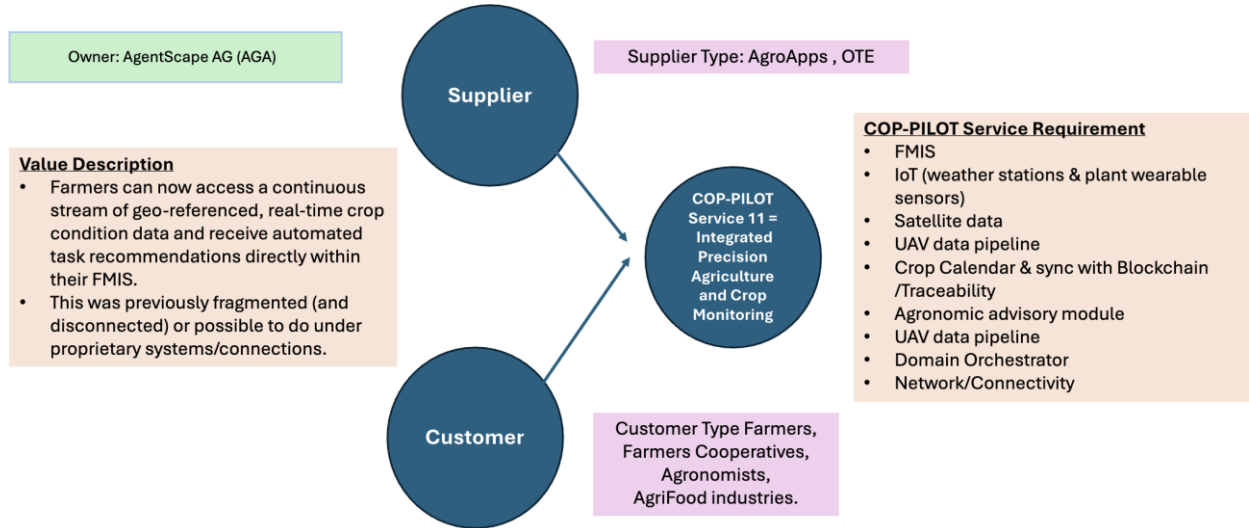 Owner: AgentScape AG (AGA)
Supplier
Supplier Type: AgroApps , OTE
Value Description
• Farmers can now access a continuous
stream of geo-referenced, real-time crop
condition data and receive automated
task recommendations directly within
their FMIS.
• This was previously fragmented (and
disconnected) or possible to do under
proprietary systems/connections.
COP-PILOT
Service 11 =
Integrated
Precision
Agriculture
and Crop
Monitoring
COP-PILOT Service Requirement
• FMIS
• IoT (weather stations & plant wearable
sensors)
• Satellite data
• UAV data pipeline
• Crop Calendar & sync with Blockchain
/Traceability
• Agronomic advisory module
• UAV data pipeline
• Domain Orchestrator
• Network/Connectivity
Customer
Customer Type Farmers,
Farmers Cooperatives,
Agronomists,
AgriFood industries.